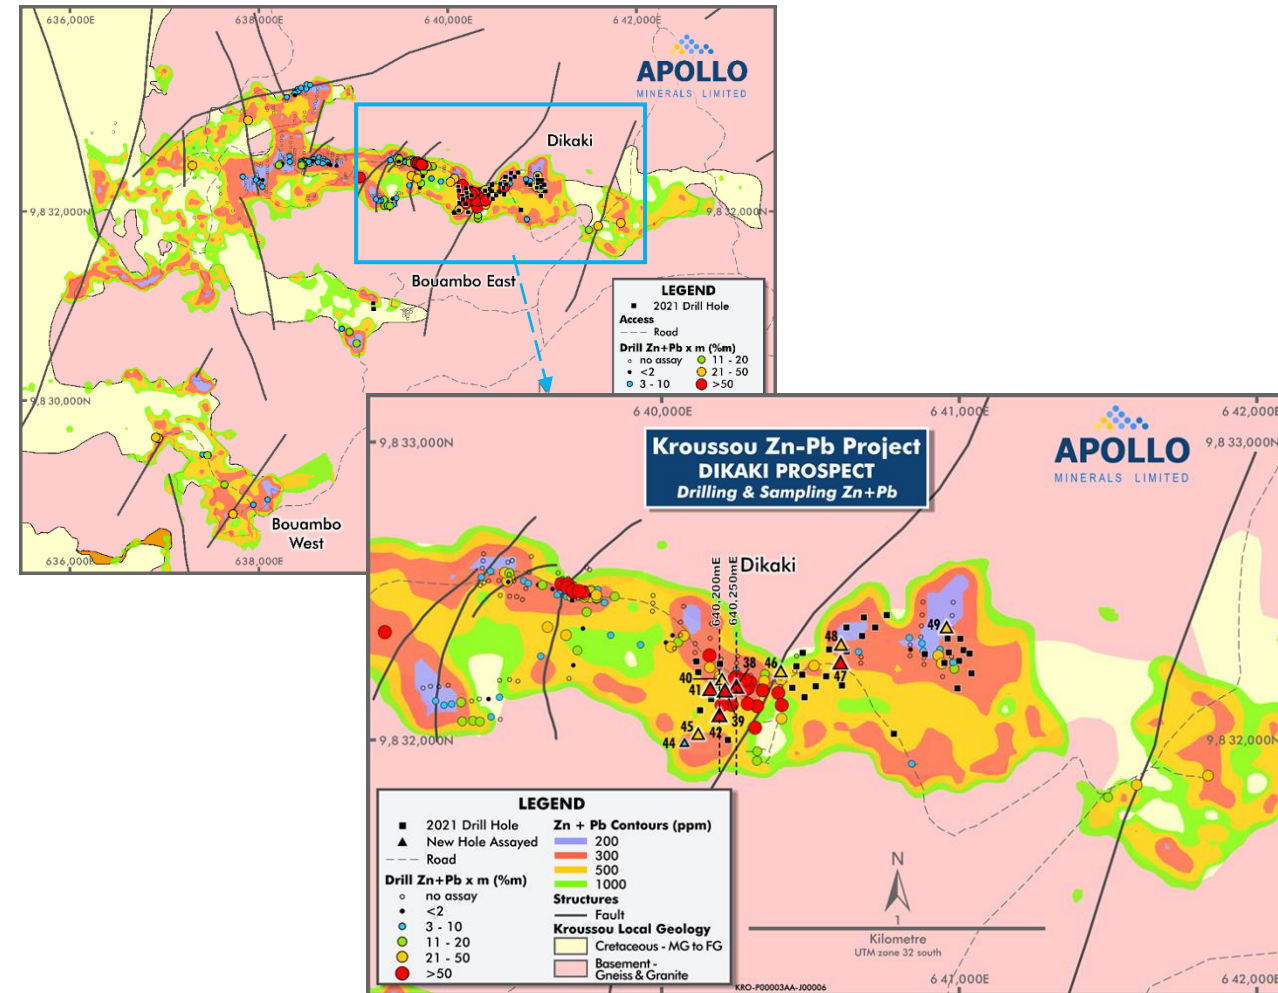 636,000E
638,000E
6 40,000E
6 42,000E
APOLLO
MINERALS LIMITED
Dikaki
9,8 32,000N
9,8 32,000N
Bouambo East
LEGEND
2021 Drill Hole
Access
Road
Drill Zn+Pb x m (%m)
no assay
<2
3 - 10
11 - 20
21 - 50
>50
9,8 30,000N
Bouambo
West
636,000E
638,000E
6 40,000E
6 41,000E
6 42,000E
9,8 33,000N
9,8 33,000N
Kroussou Zn-Pb Project
DIKAKI PROSPECT
Drilling & Sampling Zn+Pb
APOLLO
MINERALS LIMITED
640,200mE
640,250mE
Dikaki
49
48
47
46
38
40
41
39
42
45
44
9,8 32,000N
9,8 32,000N
LEGEND
2021 Drill Hole
New Hole Assayed
Road
Drill Zn+Pb x m (%m)
no assay
<2
3 - 10
11 - 20
21 - 50
>50
Zn + Pb Contours (ppm)
200
300
500
1000
Structures
Fault
Kroussou Local Geology
Cretaceous - MG to FG
Basement -
Gneiss & Granite
N
1
Kilometre
UTM zone 32 south
KRO-P00003AA-J00006
6 41,000E
6 42,000E